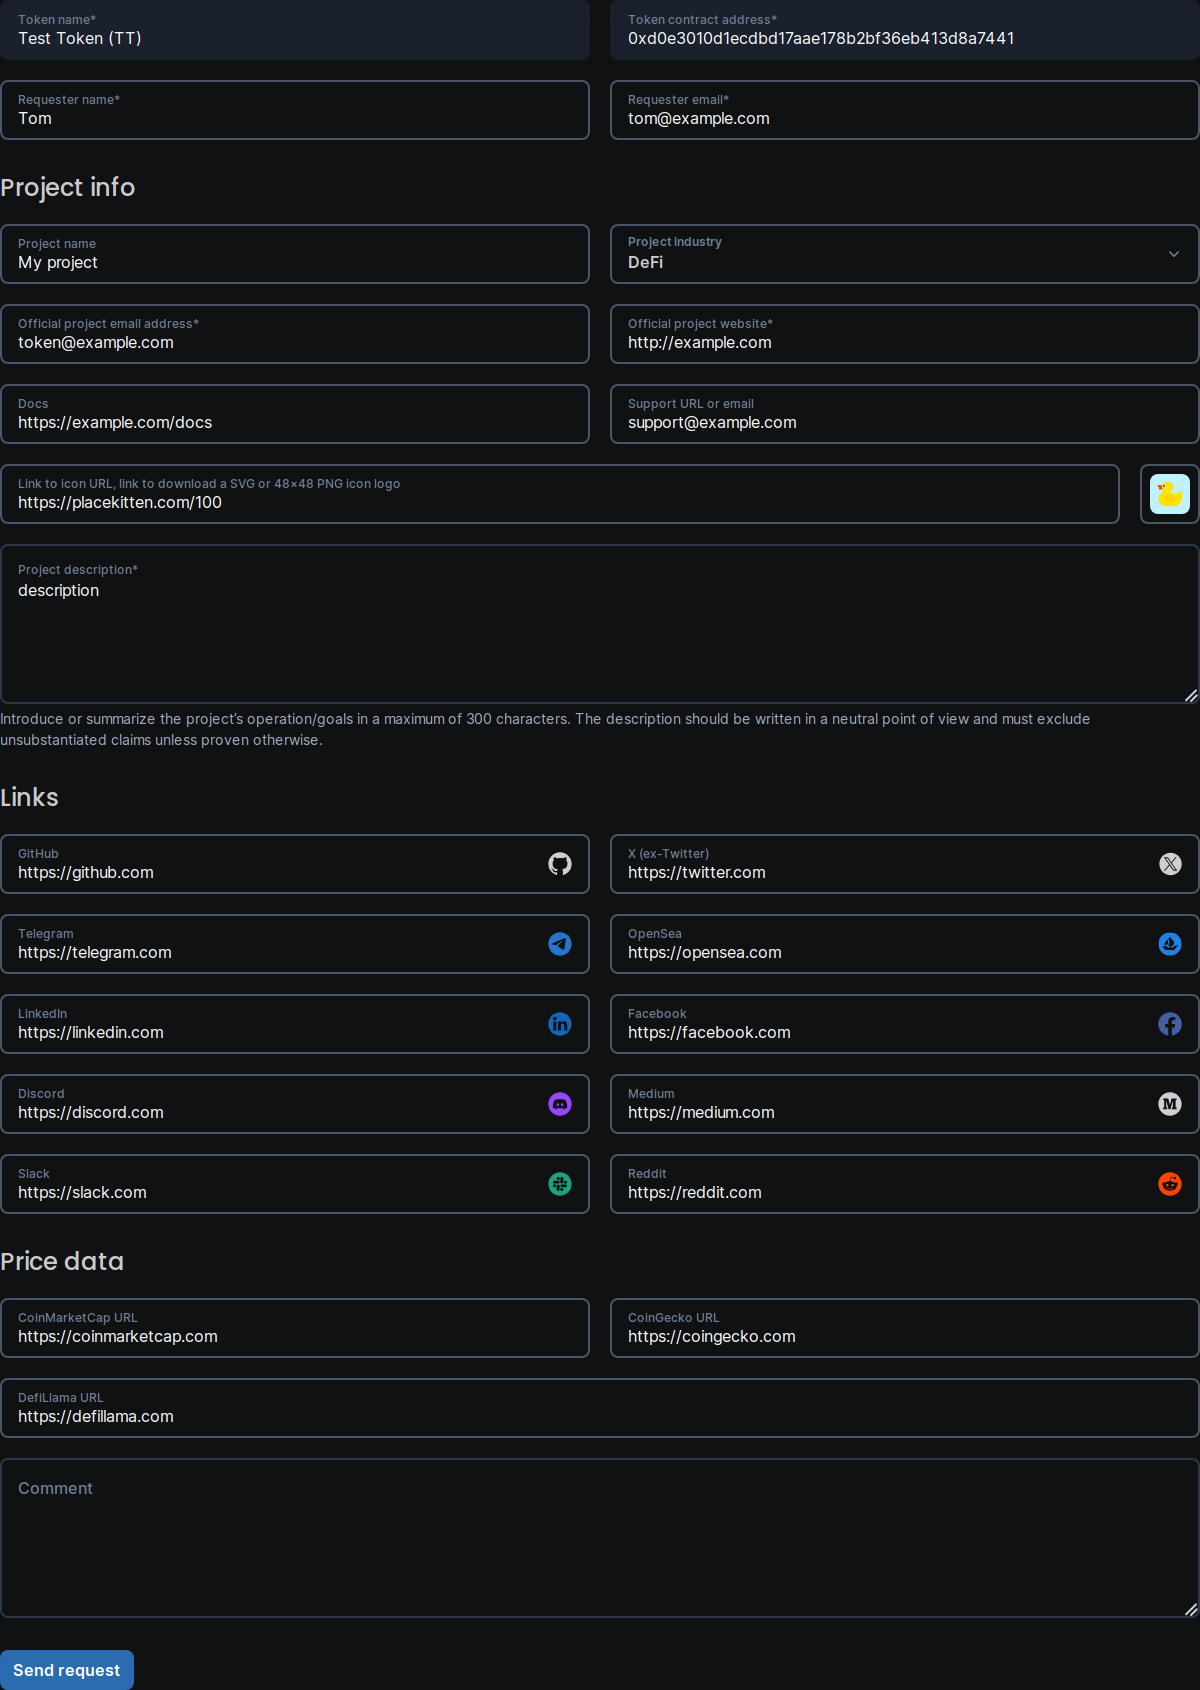 Token name*
Test Token (TT)
Token contract address*
0xd0e3010d1ecdbd17aae178b2bf36eb413d8a7441
Requester name*
Tom
Requester email*
tom@example.com
Project info
Project name
My project
Project industry
DeFi
Official project email address*
token@example.com
Official project website*
http://example.com
Docs
https://example.com/docs
Support URL or email
support@example.com
Link to icon URL, link to download a SVG or 48×48 PNG icon logo
https://placekitten.com/100
Project description*
description
Introduce or summarize the project’s operation/goals in a maximum of 300 characters. The description should be written in a neutral point of view and must exclude
unsubstantiated claims unless proven otherwise.
Links
GitHub
https://github.com
X (ex-Twitter)
https://twitter.com
Telegram
https://telegram.com
OpenSea
https://opensea.com
LinkedIn
https://linkedin.com
Facebook
https://facebook.com
Discord
https://discord.com
Medium
https://medium.com
Slack
https://slack.com
Reddit
https://reddit.com
Price data
CoinMarketCap URL
https://coinmarketcap.com
CoinGecko URL
https://coingecko.com
DefiLlama URL
https://defillama.com
Comment
Send request